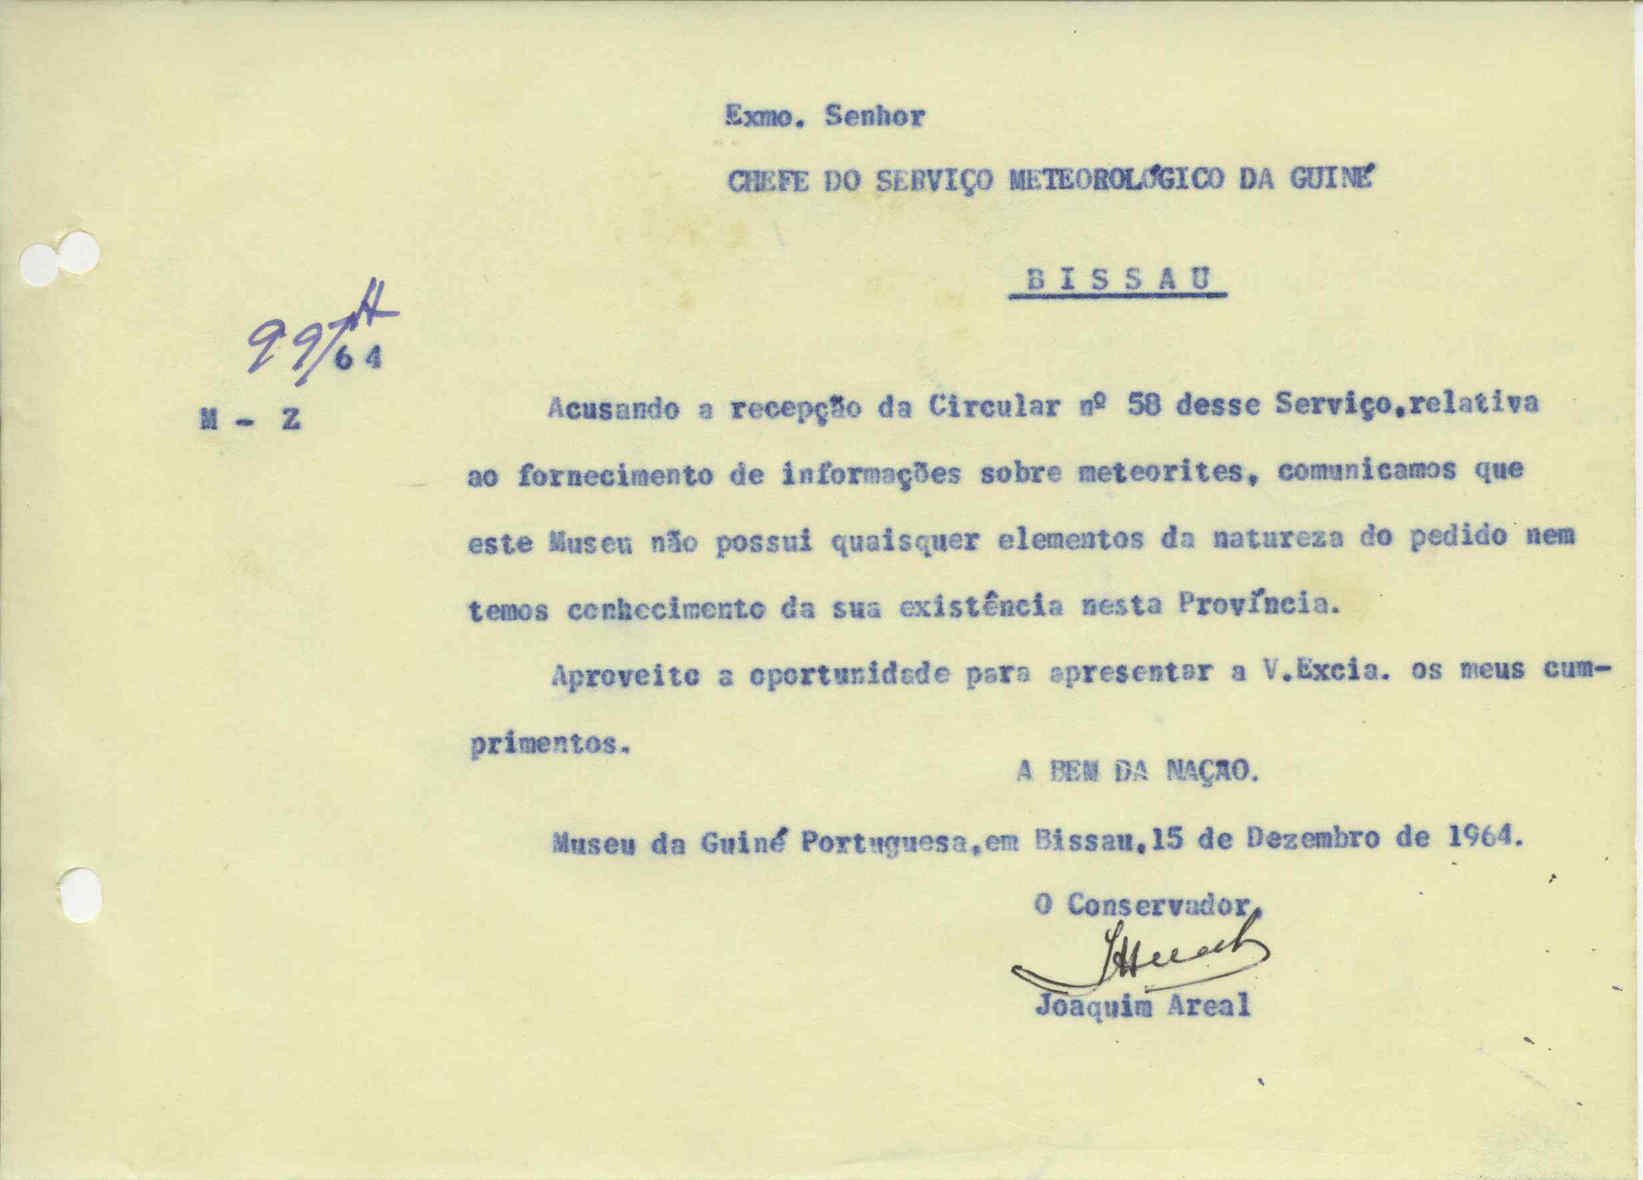 Exmo. Senhor
CHEFE DO SERVIÇO METEOROLÓGICO DA GUINÉ
BISSAU
99/64
M - Z
Acusando a recepção da Circular nº 58 desse Serviço,relativa
ao fornecimento de informações sobre meteorites, comunicamos que
este Museu não possui quaisquer elementos da natureza do pedido nem
temos conhecimento da sua existência nesta Província.
Aproveito a oportunidade para apresentar a V.Excia. os meus cum-
primentos.
A BEM DA NAÇÃO.
Museu da Guiné Portuguesa,em Bissau,15 de Dezembro de 1964.
O Conservador,
Joaquim Areal